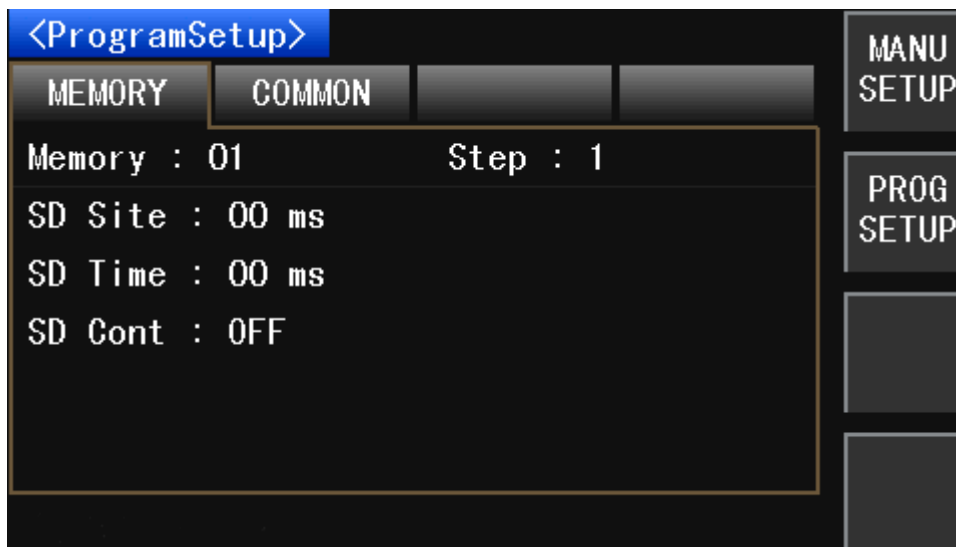 <ProgramSetup>
MEMORY COMMON
Memory : 01 Step : 1
SD Site : 00 ms
SD Time : 00 ms
SD Cont : OFF
MANU
SETUP
PROG
SETUP